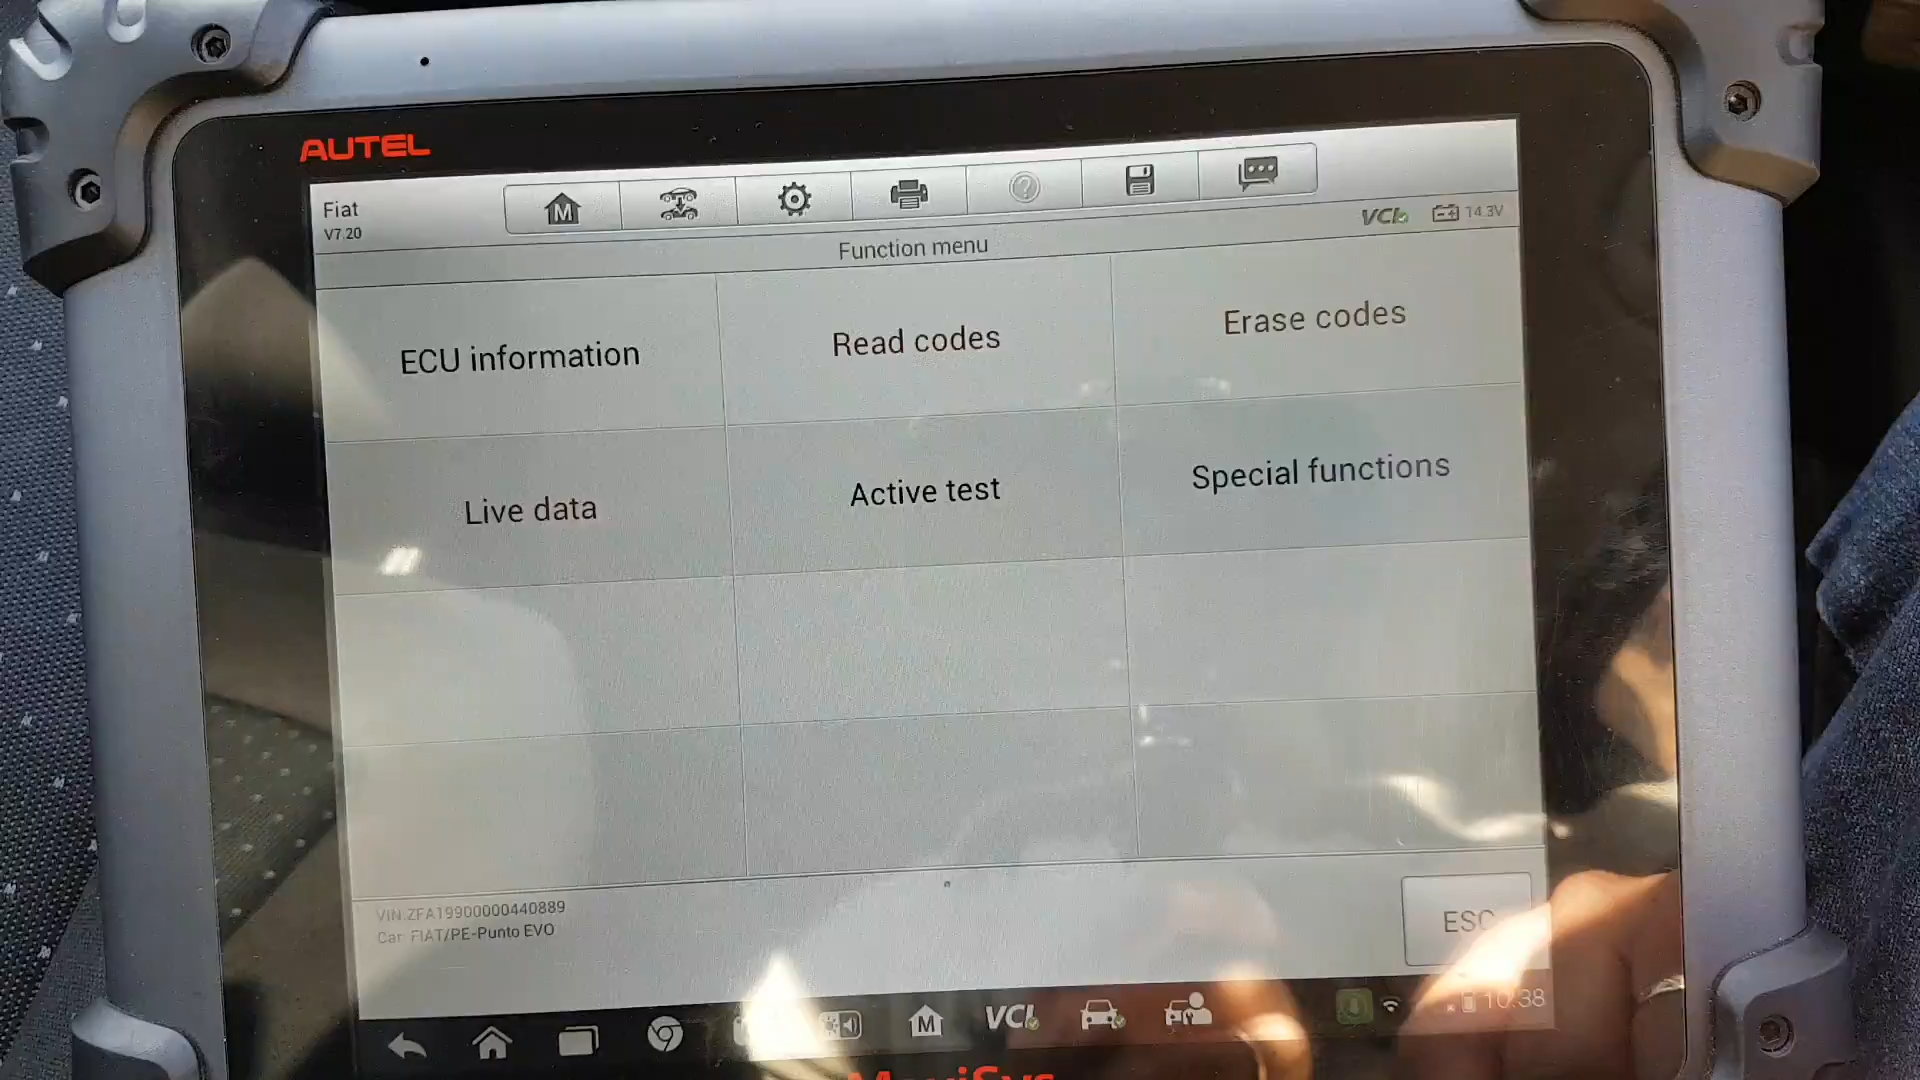 AUTEL
Fiat
V7.20
M
VCI
14.3V
Function menu
ECU information
Read codes
Erase codes
Live data
Active test
Special functions
VIN:ZFA19900000440889
Car: FIAT/PE-Punto EVO
ESC
M
VCI
10:38
MaxiSys